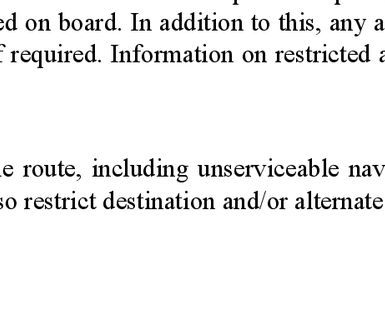 ed on board. In addition to this, any a
f required. Information on restricted a
e route, including unserviceable nav
so restrict destination and/or alternate